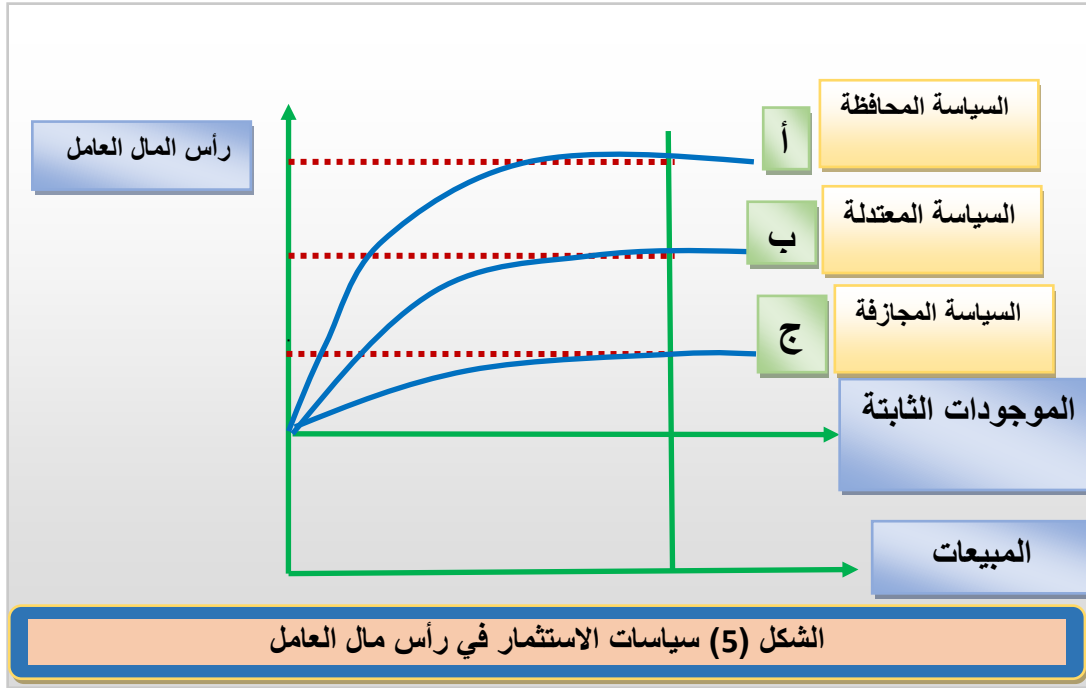 السياسة المحافظة
أ
رأس المال العامل
السياسة المعتدلة
ب
السياسة المجازفة
ج
الموجودات الثابتة
المبيعات
الشكل (5) سياسات الاستثمار في رأس مال العامل